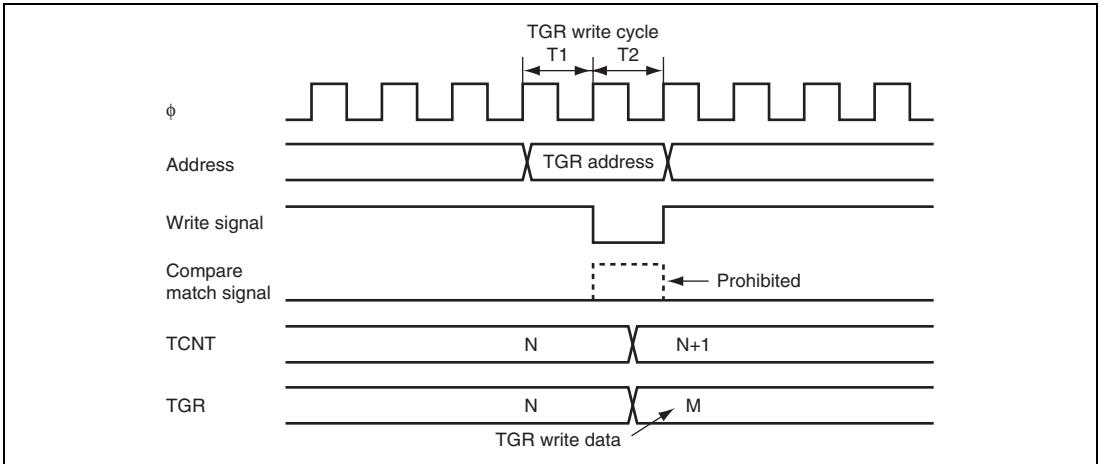 TGR write cycle
T1 T2
ϕ
Address
TGR address
Write signal
Compare
match signal
Prohibited
TCNT
N
N+1
TGR
N
M
TGR write data